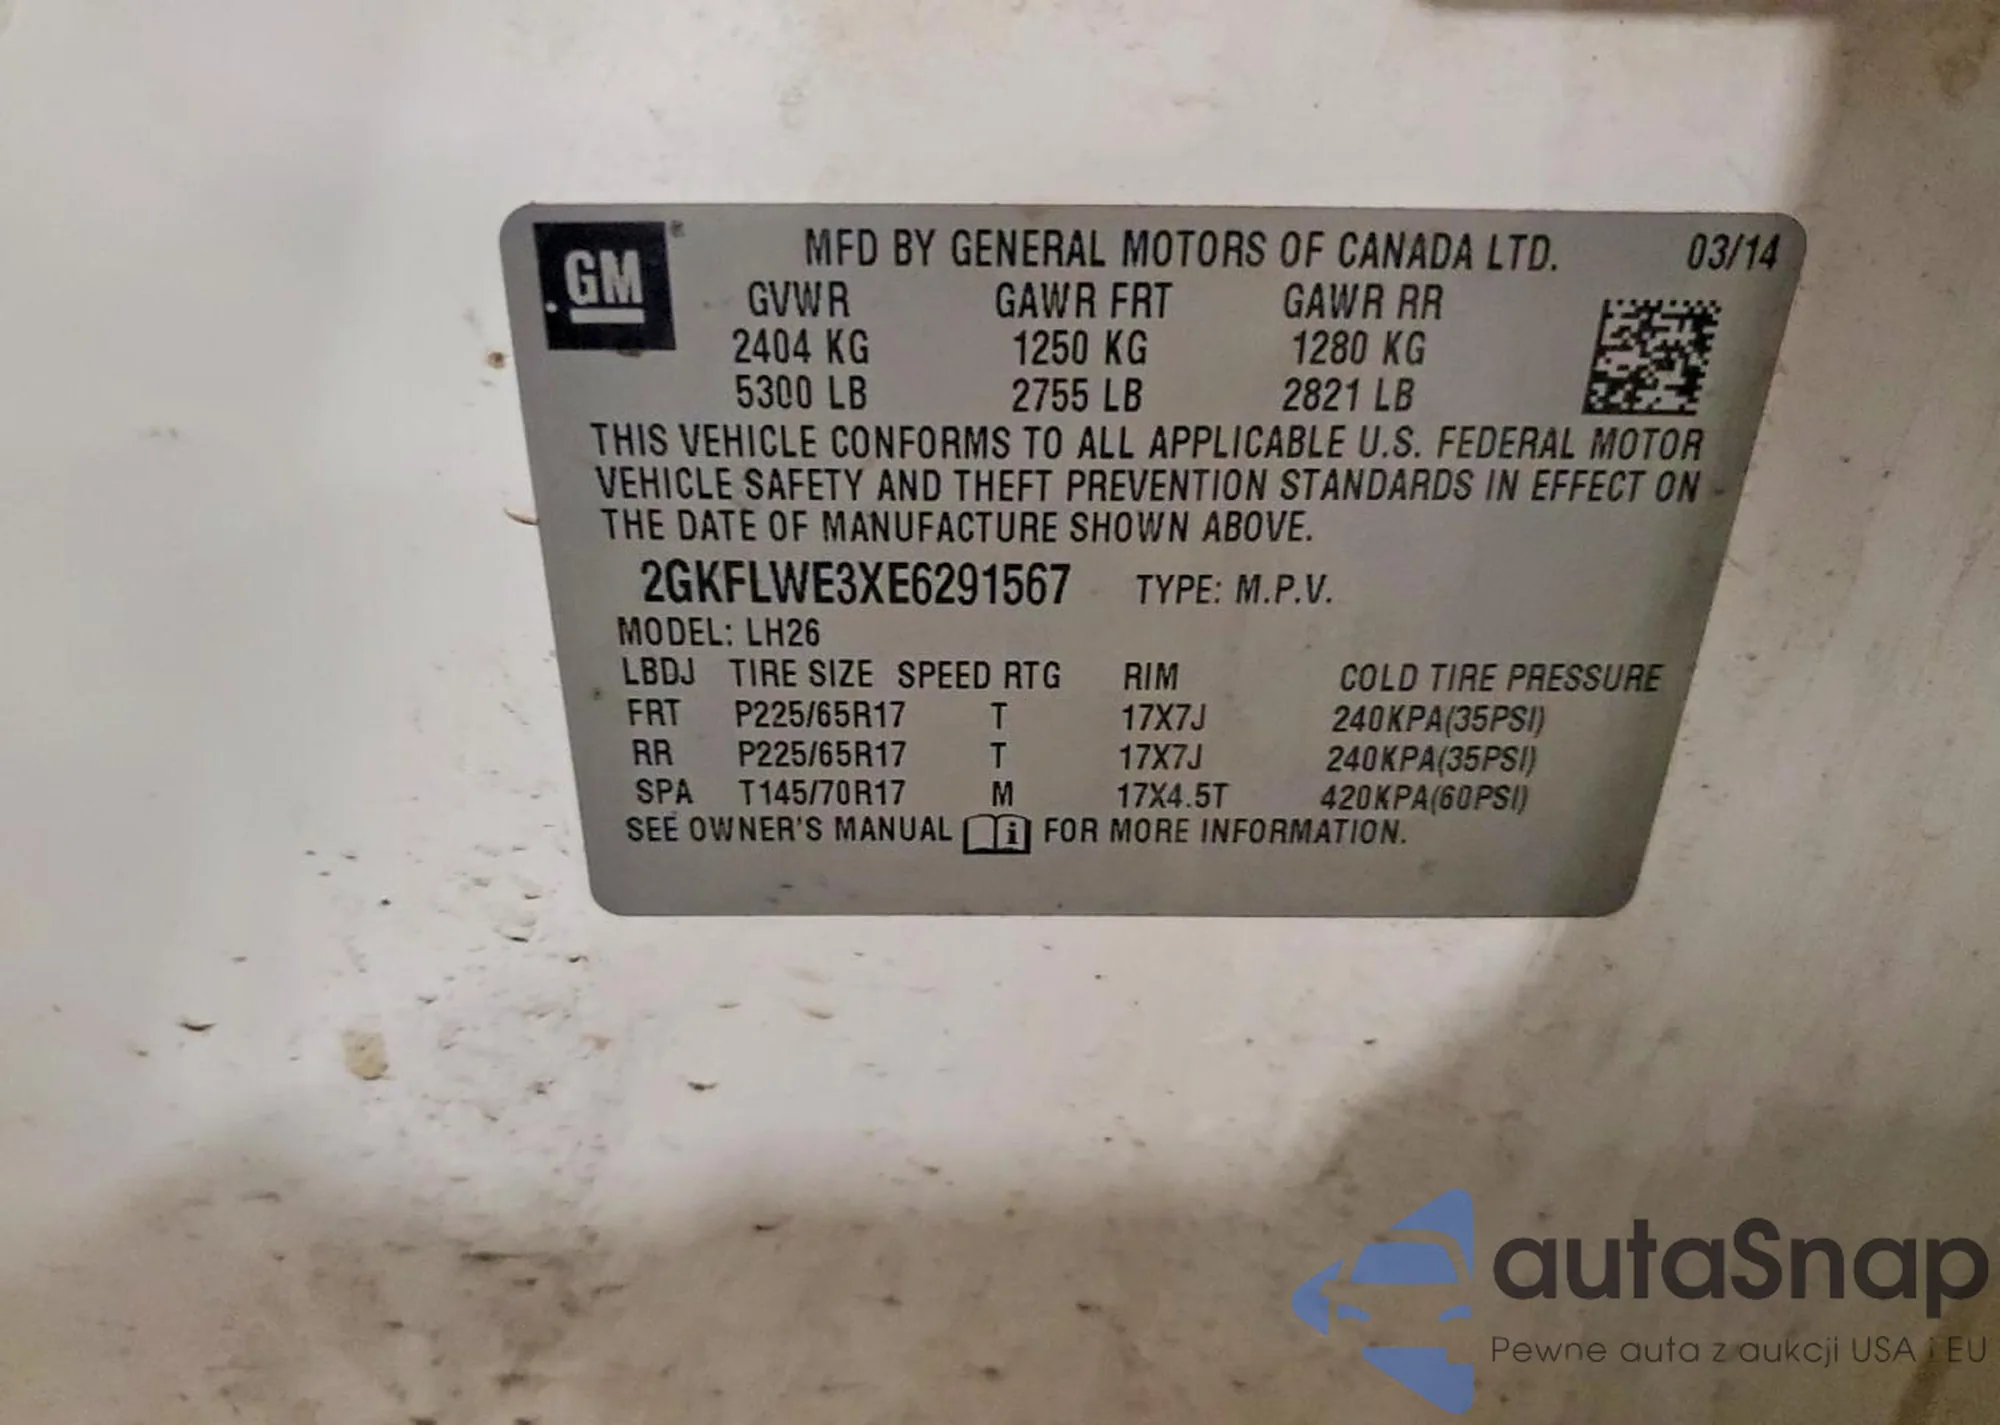 GM ®
MFD BY GENERAL MOTORS OF CANADA LTD. 03/14
GVWR GAWR FRT GAWR RR
2404 KG 1250 KG 1280 KG
5300 LB 2755 LB 2821 LB
THIS VEHICLE CONFORMS TO ALL APPLICABLE U.S. FEDERAL MOTOR
VEHICLE SAFETY AND THEFT PREVENTION STANDARDS IN EFFECT ON
THE DATE OF MANUFACTURE SHOWN ABOVE.
2GKFLWE3XE6291567 TYPE: M.P.V.
MODEL: LH26
LBDJ TIRE SIZE SPEED RTG RIM COLD TIRE PRESSURE
FRT P225/65R17 T 17X7J 240KPA(35PSI)
RR P225/65R17 T 17X7J 240KPA(35PSI)
SPA T145/70R17 M 17X4.5T 420KPA(60PSI)
SEE OWNER'S MANUAL i FOR MORE INFORMATION.
autaSnap
Pewne auta z aukcji USA i EU